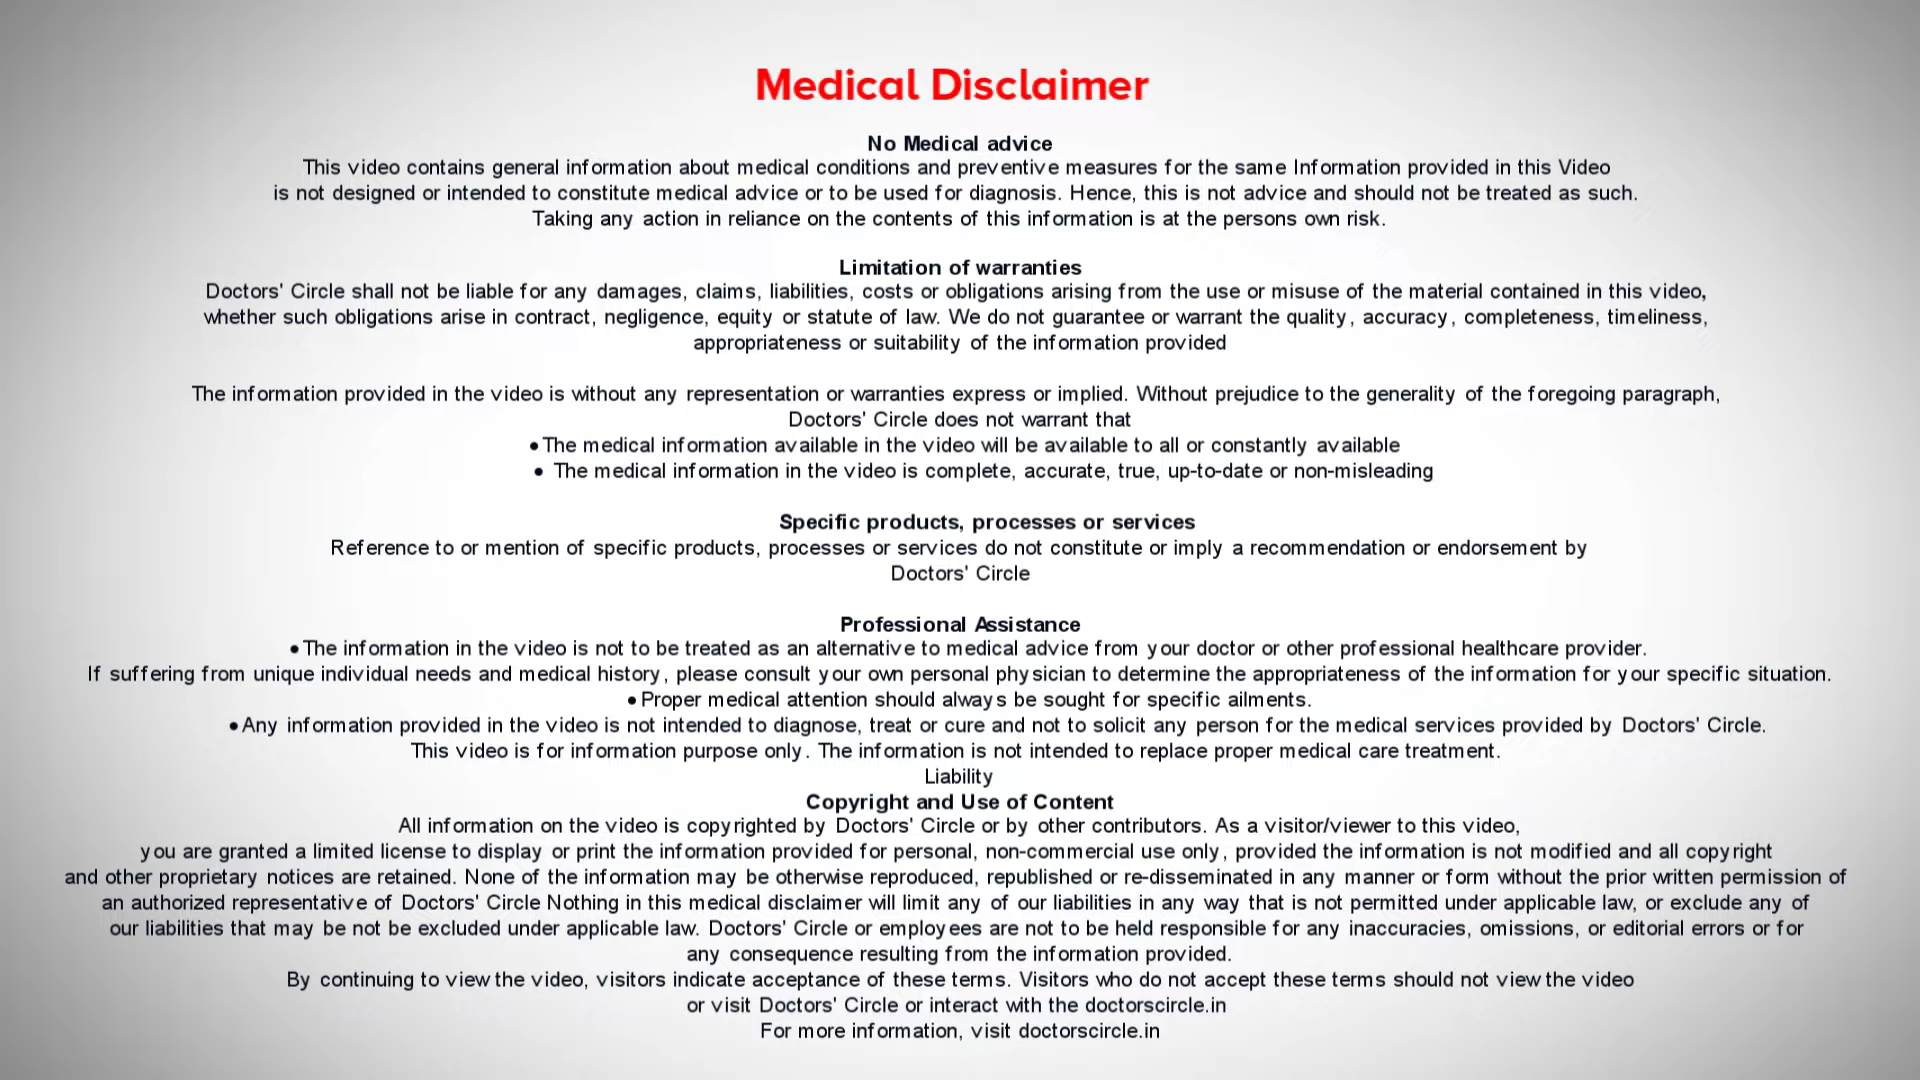 Medical Disclaimer
No Medical advice
This video contains general information about medical conditions and preventive measures for the same Information provided in this Video
is not designed or intended to constitute medical advice or to be used for diagnosis. Hence, this is not advice and should not be treated as such.
Taking any action in reliance on the contents of this information is at the persons own risk.
Limitation of warranties
Doctors' Circle shall not be liable for any damages, claims, liabilities, costs or obligations arising from the use or misuse of the material contained in this video,
whether such obligations arise in contract, negligence, equity or statute of law. We do not guarantee or warrant the quality, accuracy, completeness, timeliness,
appropriateness or suitability of the information provided
The information provided in the video is without any representation or warranties express or implied. Without prejudice to the generality of the foregoing paragraph,
Doctors' Circle does not warrant that
• The medical information available in the video will be available to all or constantly available
• The medical information in the video is complete, accurate, true, up-to-date or non-misleading
Specific products, processes or services
Reference to or mention of specific products, processes or services do not constitute or imply a recommendation or endorsement by
Doctors' Circle
Professional Assistance
• The information in the video is not to be treated as an alternative to medical advice from your doctor or other professional healthcare provider.
If suffering from unique individual needs and medical history, please consult your own personal physician to determine the appropriateness of the information for your specific situation.
• Proper medical attention should always be sought for specific ailments.
• Any information provided in the video is not intended to diagnose, treat or cure and not to solicit any person for the medical services provided by Doctors' Circle.
This video is for information purpose only. The information is not intended to replace proper medical care treatment.
Liability
Copyright and Use of Content
All information on the video is copyrighted by Doctors' Circle or by other contributors. As a visitor/viewer to this video,
you are granted a limited license to display or print the information provided for personal, non-commercial use only, provided the information is not modified and all copyright
and other proprietary notices are retained. None of the information may be otherwise reproduced, republished or re-disseminated in any manner or form without the prior written permission of
an authorized representative of Doctors' Circle Nothing in this medical disclaimer will limit any of our liabilities in any way that is not permitted under applicable law, or exclude any of
our liabilities that may be not be excluded under applicable law. Doctors' Circle or employees are not to be held responsible for any inaccuracies, omissions, or editorial errors or for
any consequence resulting from the information provided.
By continuing to view the video, visitors indicate acceptance of these terms. Visitors who do not accept these terms should not view the video
or visit Doctors' Circle or interact with the doctorscircle.in
For more information, visit doctorscircle.in